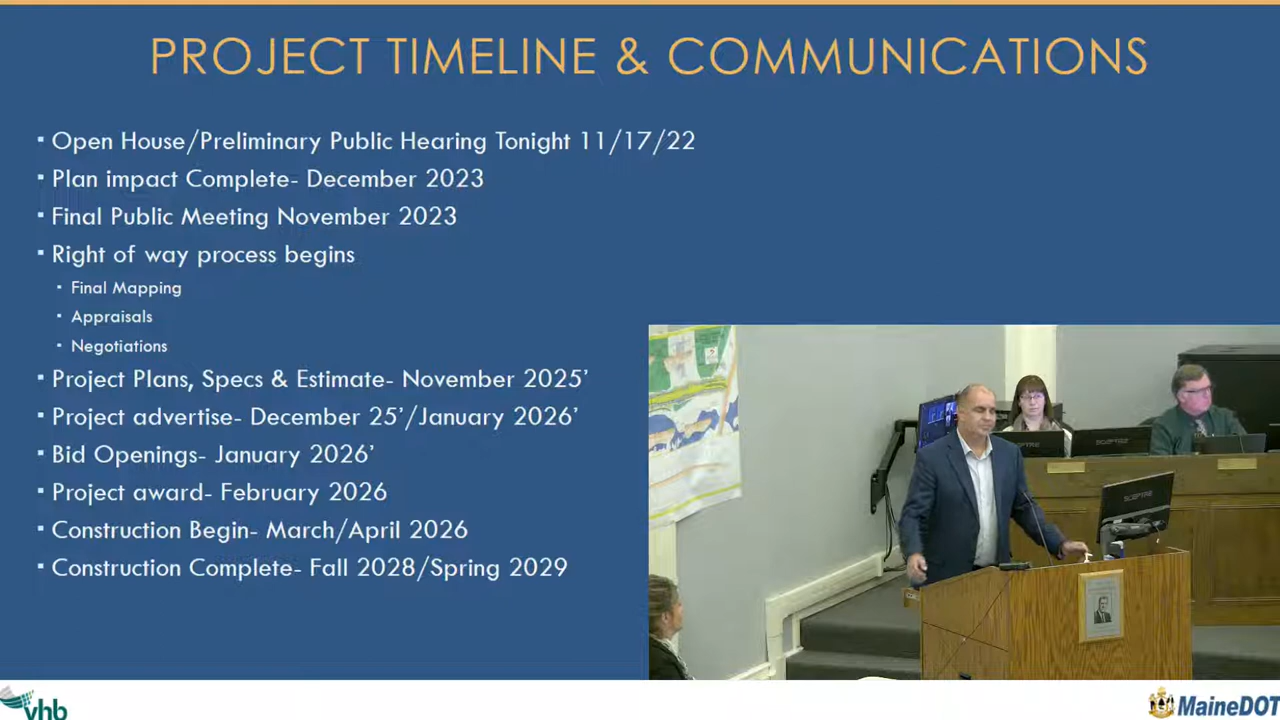 PROJECT TIMELINE & COMMUNICATIONS
▪ Open House/Preliminary Public Hearing Tonight 11/17/22
▪ Plan impact Complete- December 2023
▪ Final Public Meeting November 2023
▪ Right of way process begins
▪ Final Mapping
▪ Appraisals
▪ Negotiations
▪ Project Plans, Specs & Estimate- November 2025’
▪ Project advertise- December 25’/January 2026’
▪ Bid Openings- January 2026’
▪ Project award- February 2026
▪ Construction Begin- March/April 2026
▪ Construction Complete- Fall 2028/Spring 2029
SCEPTRE
SCEPTRE
vhb
MaineDOT